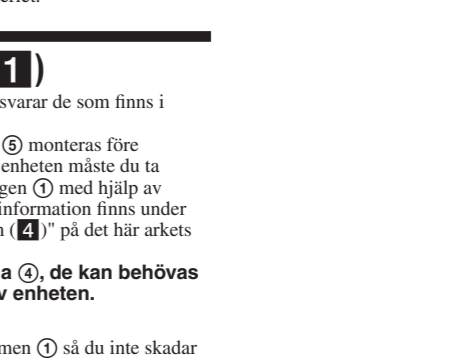 1)
svarar de som finns i
⑤ monteras före
enheten måste du ta
gen ① med hjälp av
information finns under
n (4)" på det här arkets
a ④, de kan behövas
v enheten.
men ① så du inte skadar